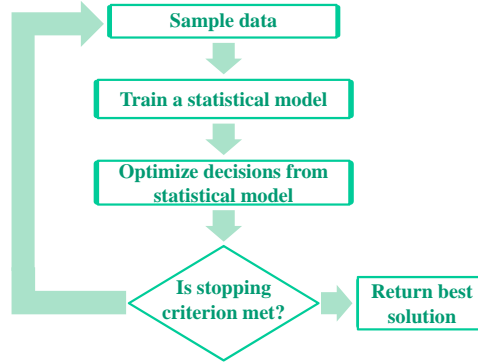 Sample data
Train a statistical model
Optimize decisions from
statistical model
Is stopping
criterion met?
Return best
solution